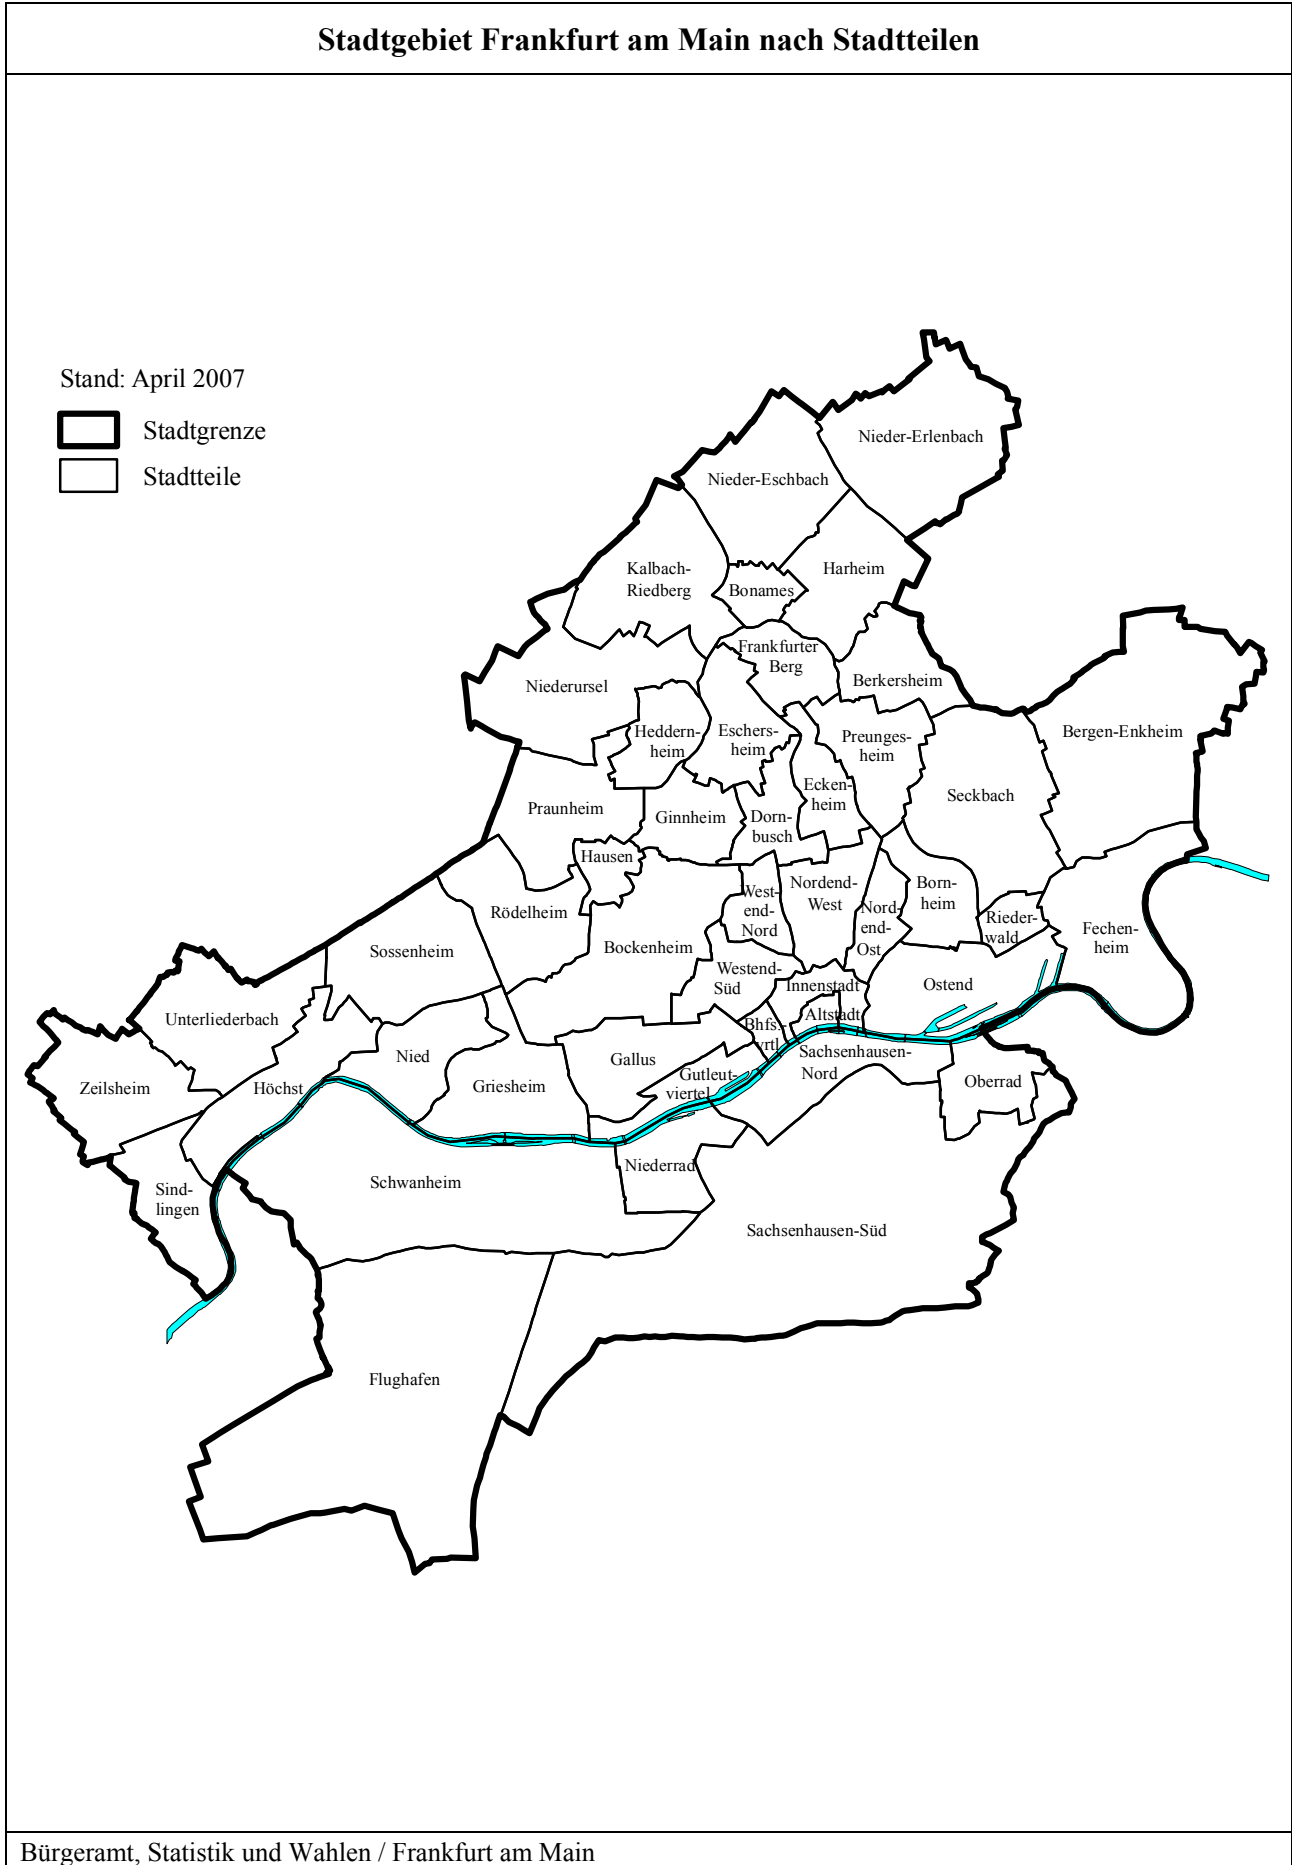 Stadtgebiet Frankfurt am Main nach Stadtteilen
Stand: April 2007
Stadtgrenze
Stadtteile
Nieder-Erlenbach
Nieder-Eschbach
Kalbach-
Riedberg
Harheim
Bonames
Frankfurter
Berg
Berkersheim
Niederursel
Heddern-
heim
Eschers-
heim
Preunges-
heim
Bergen-Enkheim
Ecken-
heim
Seckbach
Praunheim
Ginnheim
Dorn-
busch
Hausen
West-
end-
Nord
Nordend-
West
Nord-
end-
Ost
Born-
heim
Rödelheim
Rieder-
wald
Fechen-
heim
Sossenheim
Bockenheim
Westend-
Süd
Innenstadt
Ostend
Altstadt
Unterliederbach
Bhfs.-
vrtl.
Nied
Gallus
Sachsenhausen-
Nord
Zeilsheim
Höchst
Griesheim
Gutleut-
viertel
Oberrad
Niederrad
Schwanheim
Sind-
lingen
Sachsenhausen-Süd
Flughafen
Bürgeramt, Statistik und Wahlen / Frankfurt am Main